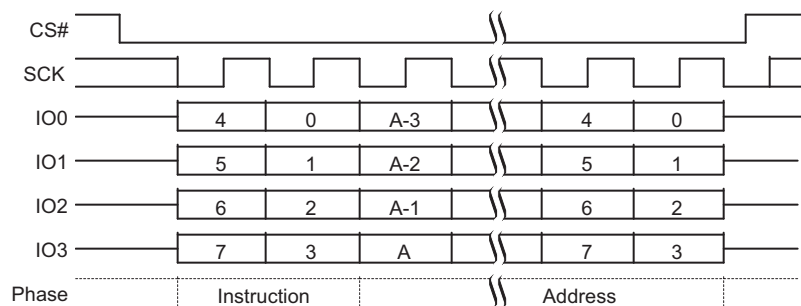 CS#
SCK
IO0 4 0 A-3 4 0
IO1 5 1 A-2 5 1
IO2 6 2 A-1 6 2
IO3 7 3 A 7 3
Phase Instruction Address